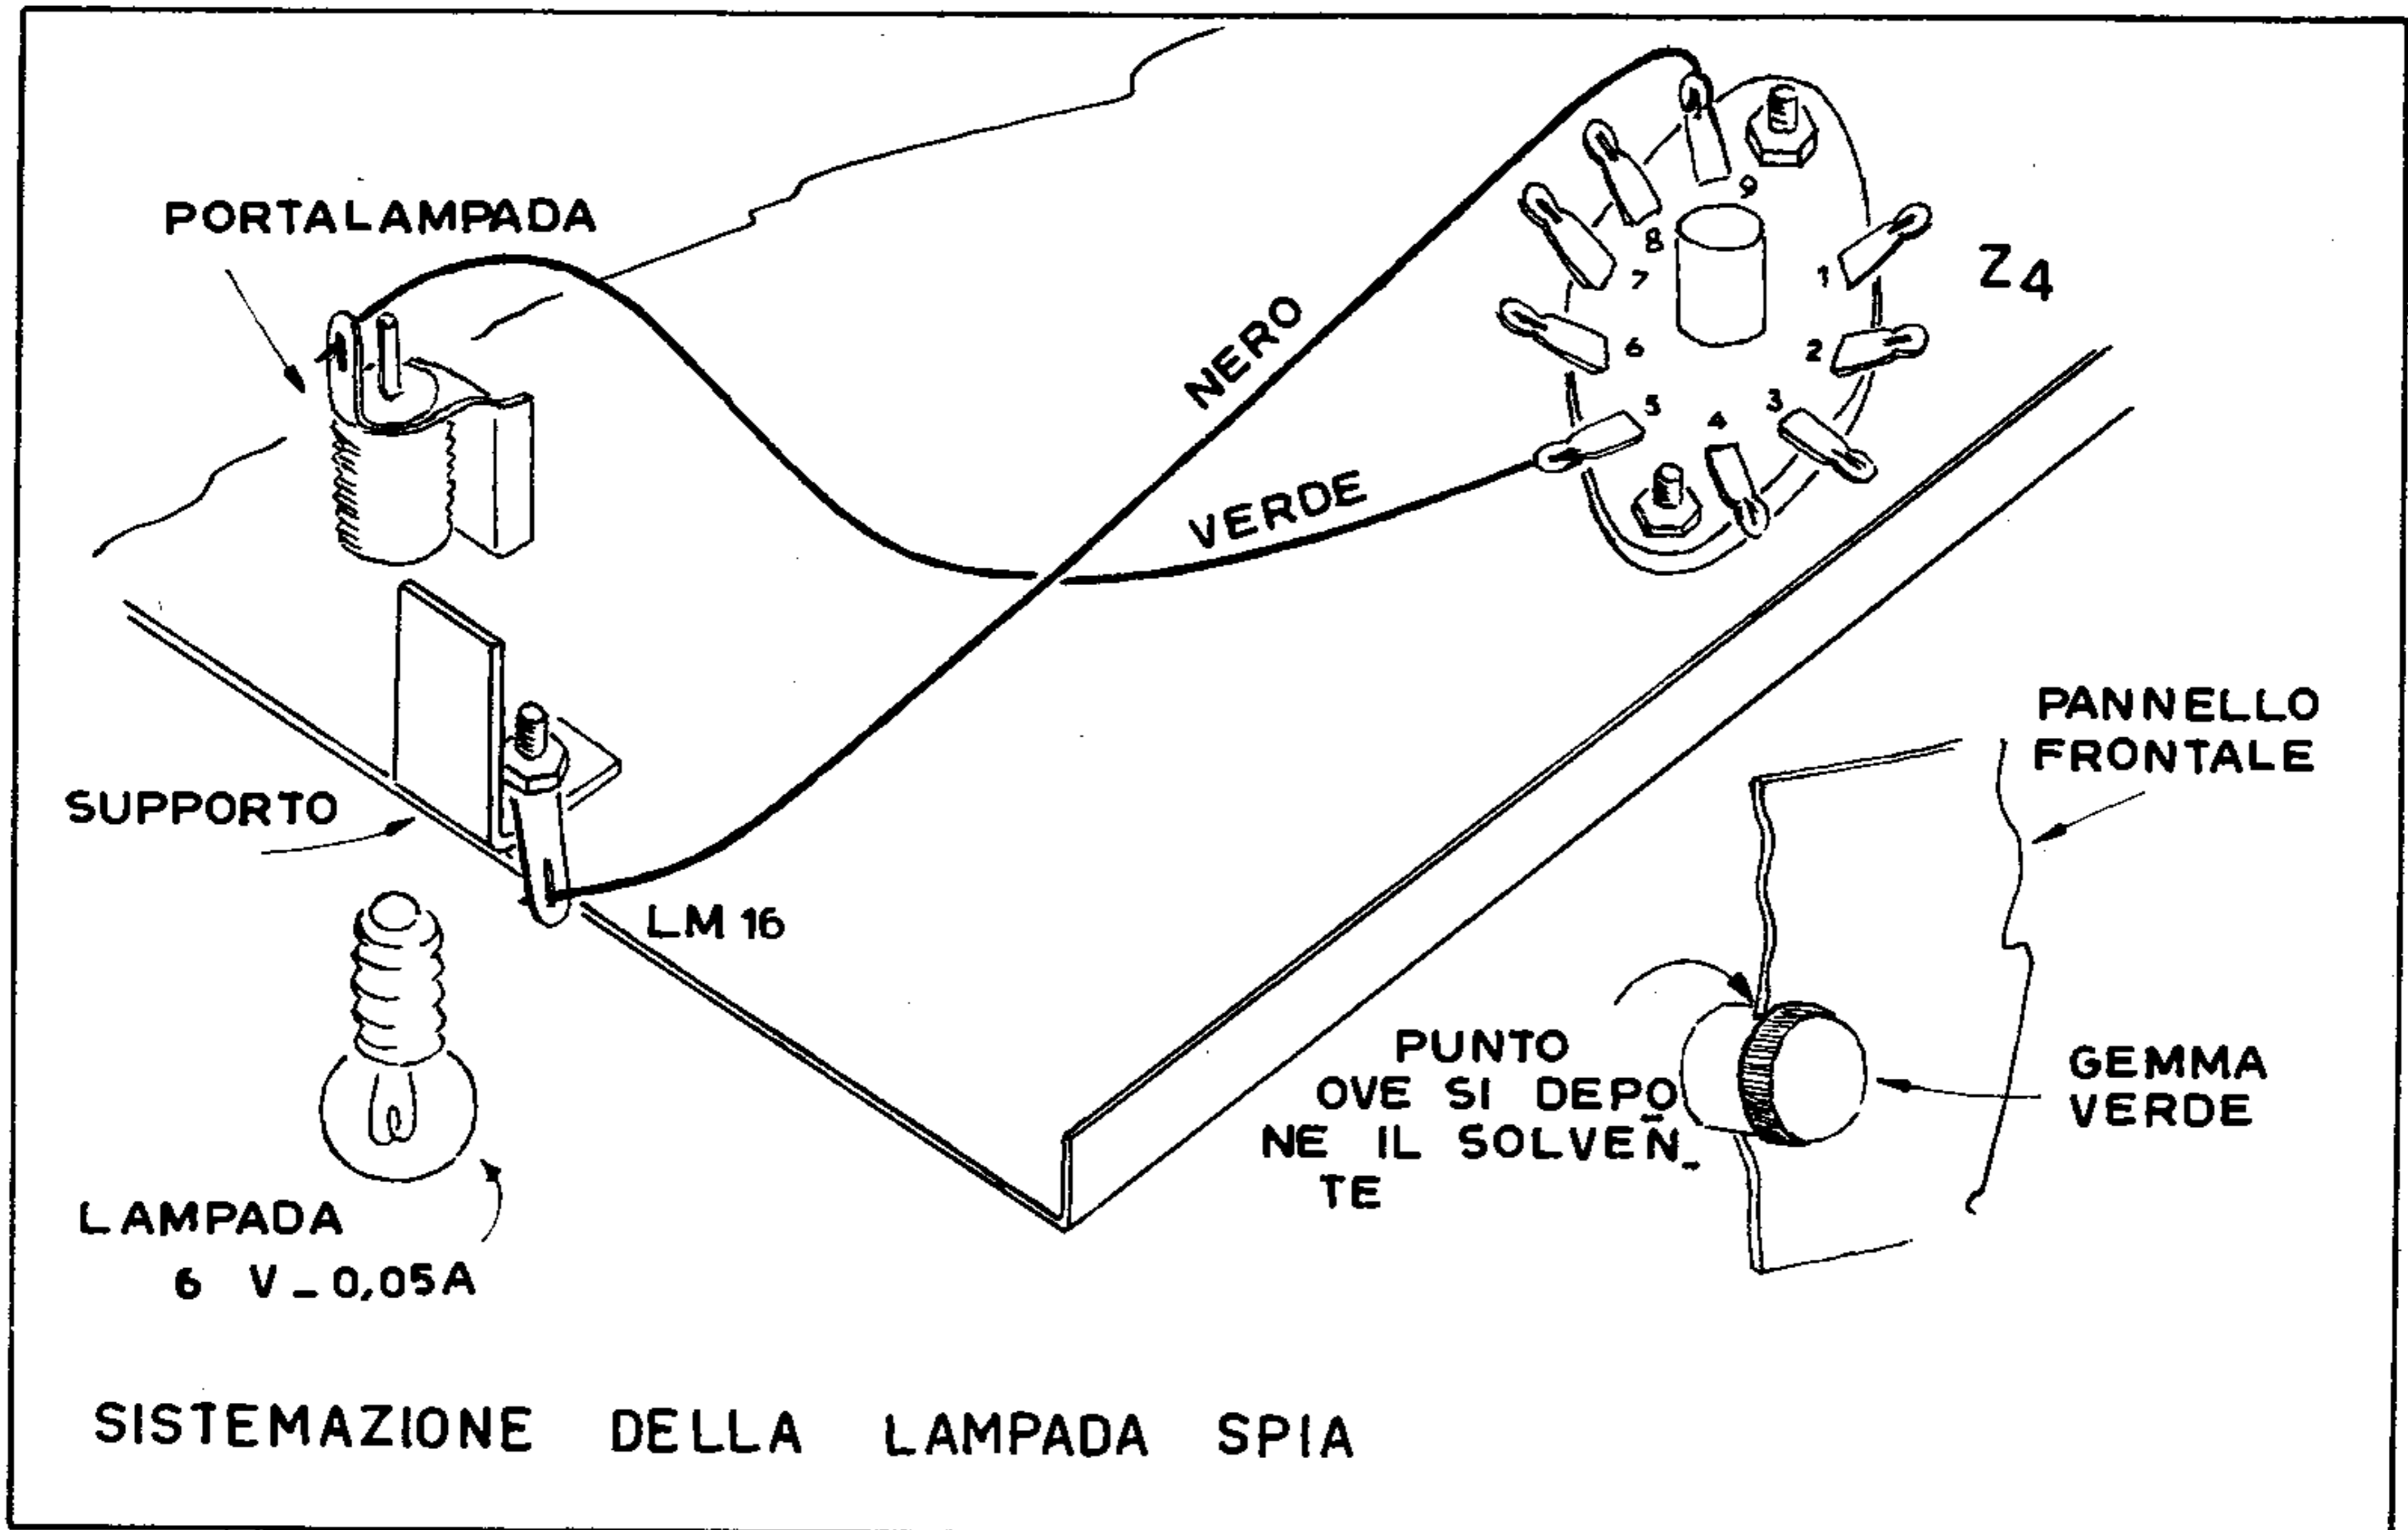 PORTALAMPADA
NERO
VERDE
9
8
7
6
5
4
3
2
1
Z4
SUPPORTO
LM 16
LAMPADA
6 V_0,05A
PANNELLO
FRONTALE
PUNTO
OVE SI DEPO
NE IL SOLVEN_
TE
GEMMA
VERDE
SISTEMAZIONE DELLA LAMPADA SPIA